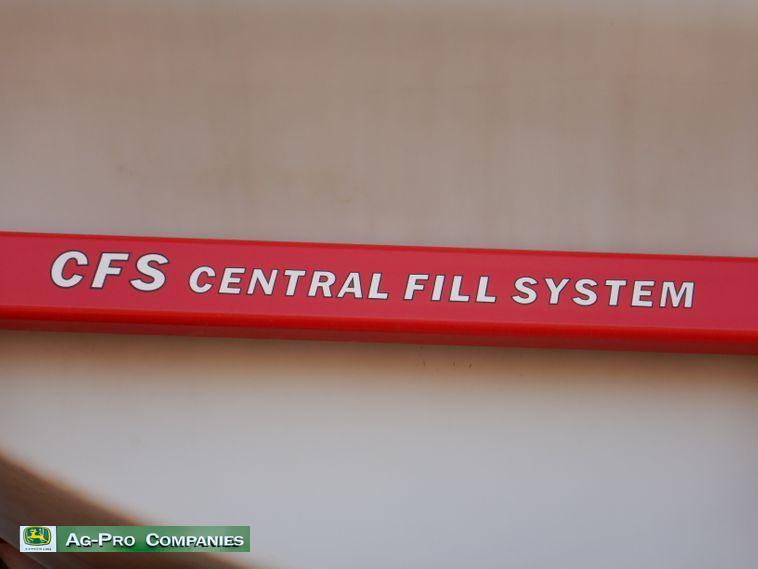 CFS CENTRAL FILL SYSTEM
AG-PRO COMPANIES